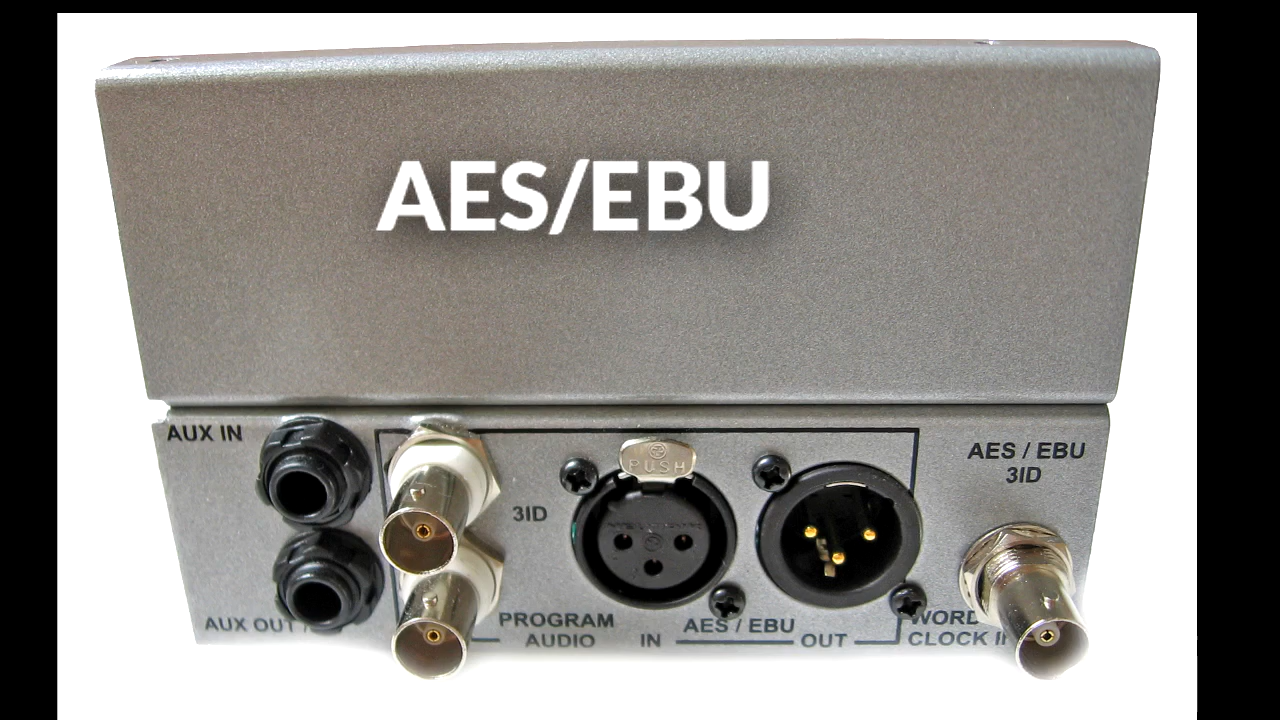 AES/EBU
AUX IN
AES / EBU
3ID
PUSH
3ID
AUX OUT /
PROGRAM
AUDIO
IN
AES / EBU
OUT
WORD
CLOCK